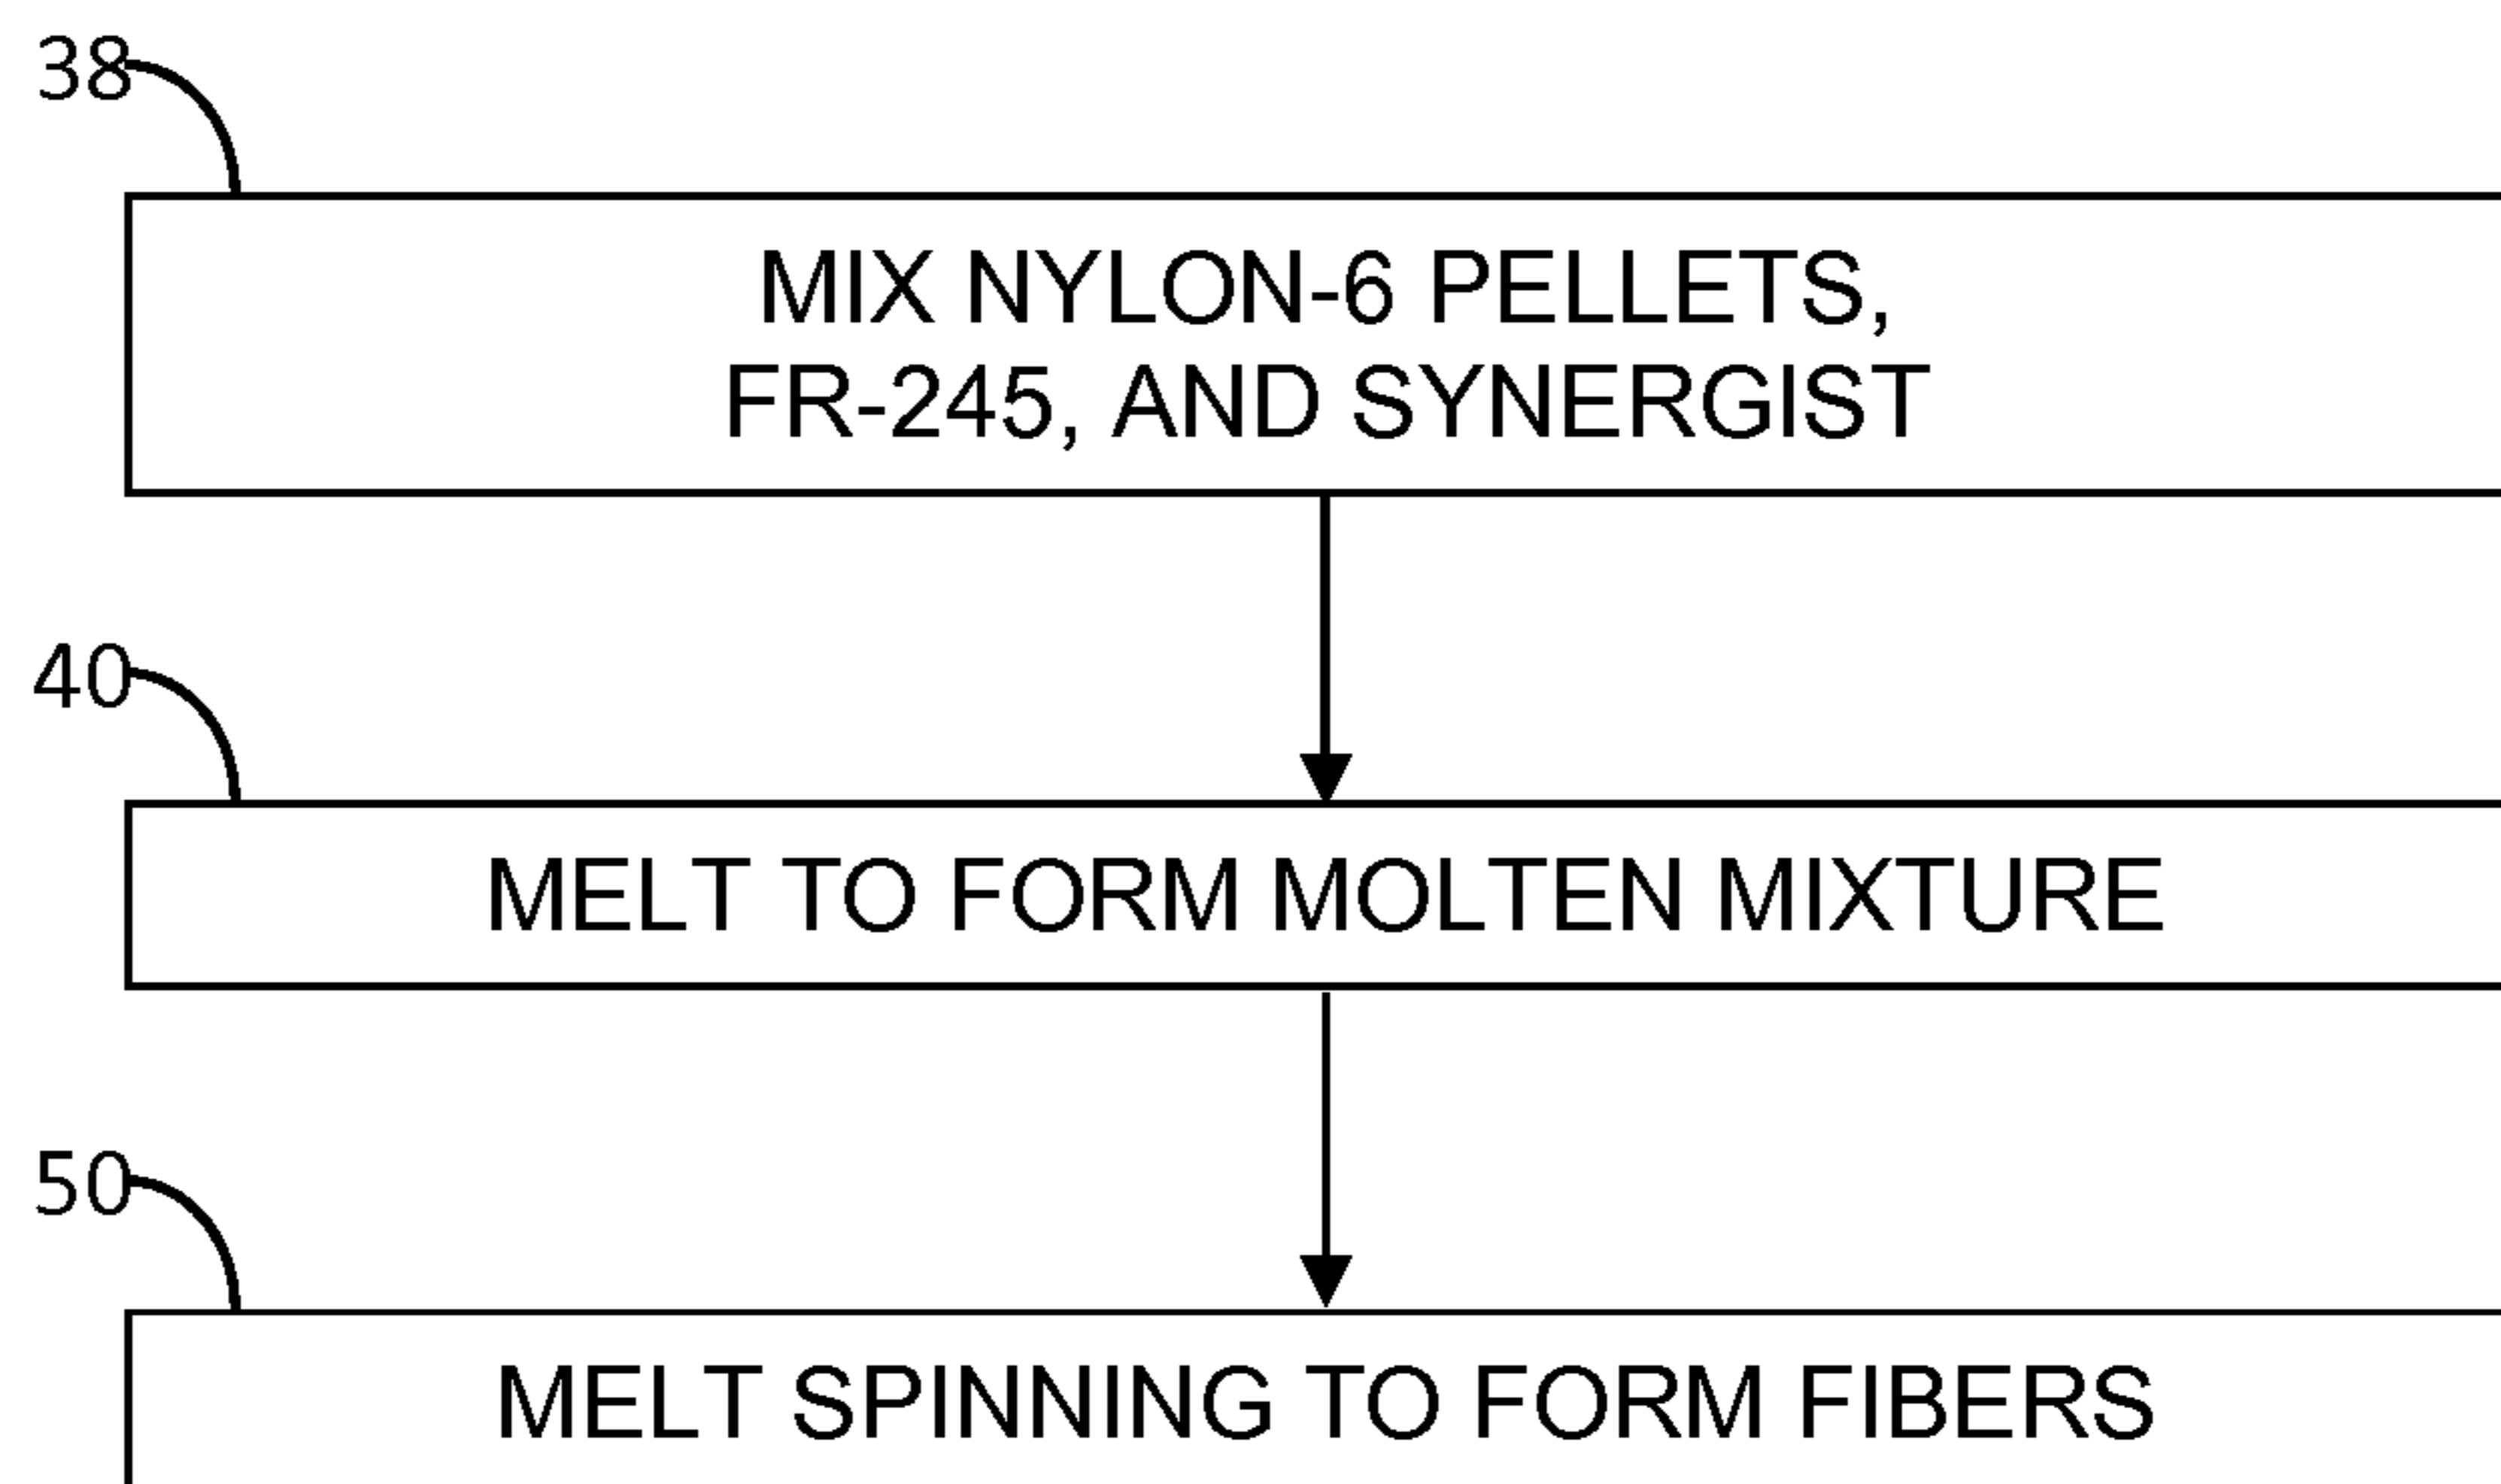 38
MIX NYLON-6 PELLETS,
FR-245, AND SYNERGIST
40
MELT TO FORM MOLTEN MIXTURE
50
MELT SPINNING TO FORM FIBERS